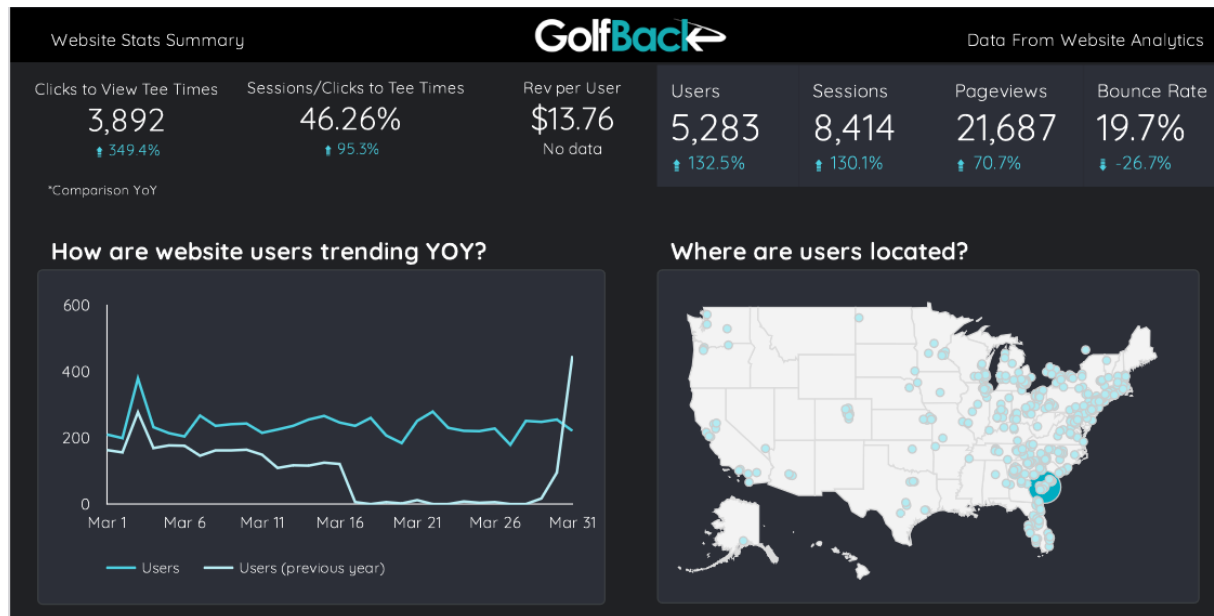 Website Stats Summary
GolfBack
Data From Website Analytics
Clicks to View Tee Times
3,892
349.4%
Sessions/Clicks to Tee Times
46.26%
95.3%
Rev per User
$13.76
No data
Users
5,283
132.5%
Sessions
8,414
130.1%
Pageviews
21,687
70.7%
Bounce Rate
19.7%
-26.7%
*Comparison YoY
How are website users trending YOY?
600
400
200
0
Mar 1 Mar 6 Mar 11 Mar 16 Mar 21 Mar 26 Mar 31
Users Users (previous year)
Where are users located?